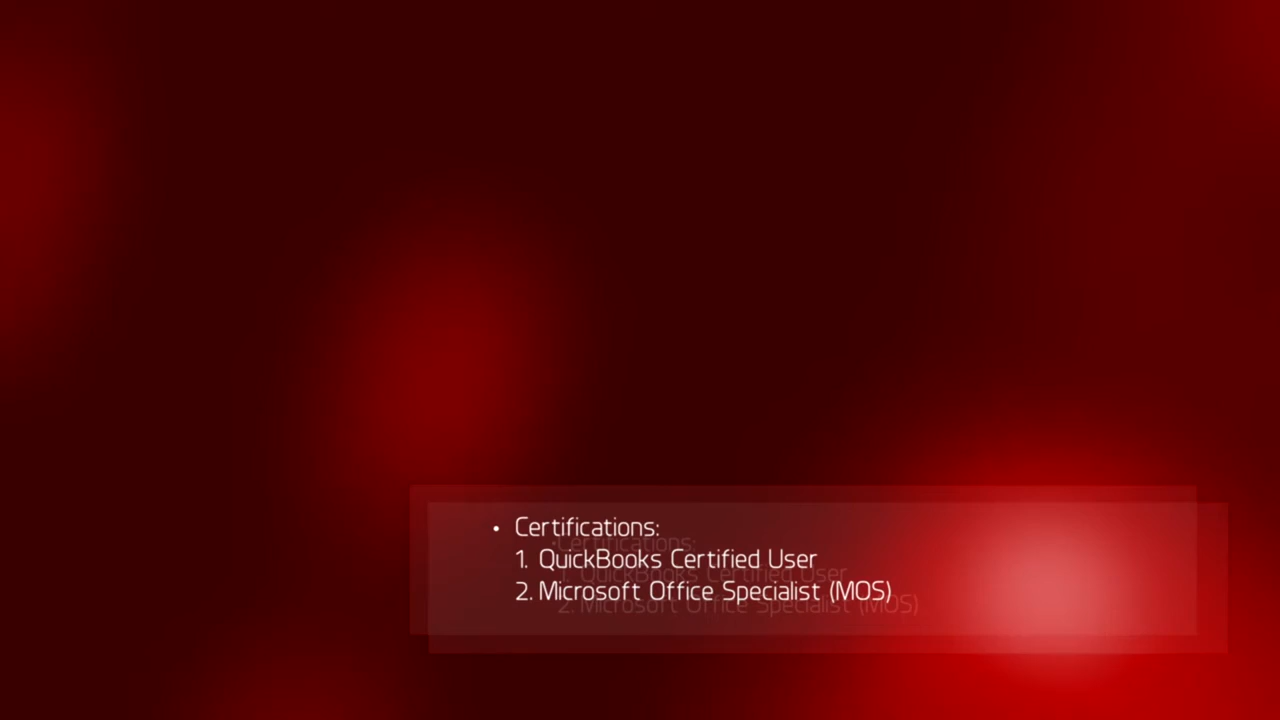 • Certifications:
1. QuickBooks Certified User
2. Microsoft Office Specialist (MOS)